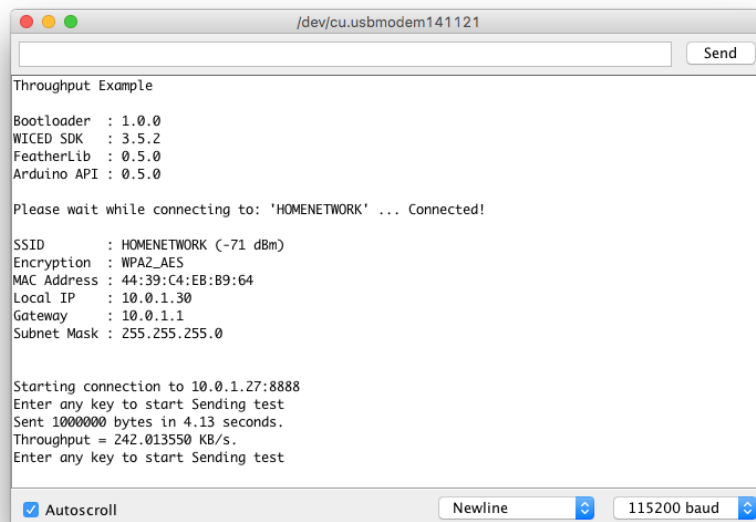 /dev/cu.usbmodem141121
Send
Throughput Example
Bootloader : 1.0.0
WICED SDK : 3.5.2
FeatherLib : 0.5.0
Arduino API : 0.5.0
Please wait while connecting to: 'HOMENETWORK' ... Connected!
SSID : HOMENETWORK (-71 dBm)
Encryption : WPA2_AES
MAC Address : 44:39:C4:EB:B9:64
Local IP : 10.0.1.30
Gateway : 10.0.1.1
Subnet Mask : 255.255.255.0
Starting connection to 10.0.1.27:8888
Enter any key to start Sending test
Sent 1000000 bytes in 4.13 seconds.
Throughput = 242.013550 KB/s.
Enter any key to start Sending test
Autoscroll Newline 115200 baud